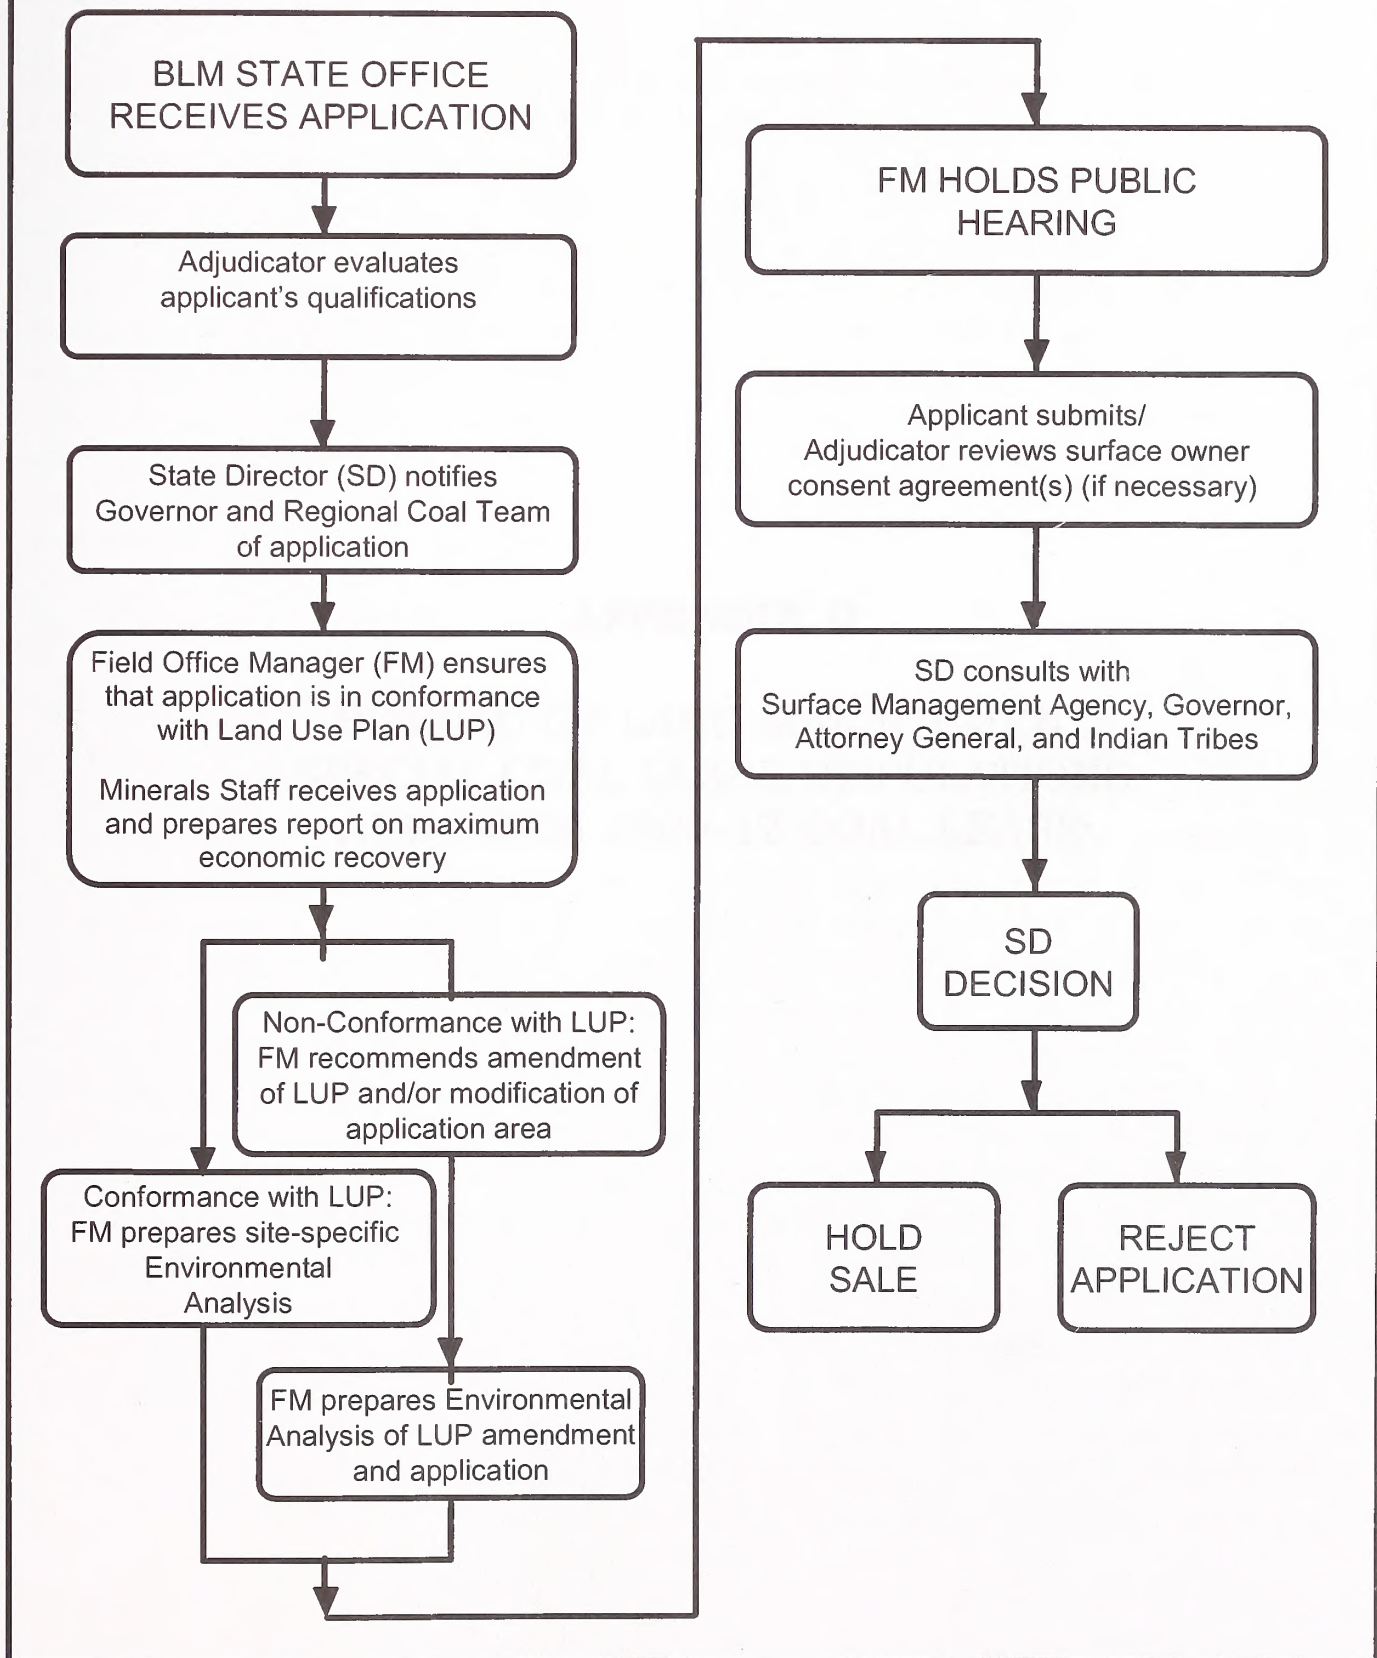 BLM STATE OFFICE
RECEIVES APPLICATION
Adjudicator evaluates
applicant's qualifications
State Director (SD) notifies
Governor and Regional Coal Team
of application
Field Office Manager (FM) ensures
that application is in conformance
with Land Use Plan (LUP)
Minerals Staff receives application
and prepares report on maximum
economic recovery
Non-Conformance with LUP:
FM recommends amendment
of LUP and/or modification of
application area
Conformance with LUP:
FM prepares site-specific
Environmental
Analysis
FM prepares Environmental
Analysis of LUP amendment
and application
FM HOLDS PUBLIC
HEARING
Applicant submits/
Adjudicator reviews surface owner
consent agreement(s) (if necessary)
SD consults with
Surface Management Agency, Governor,
Attorney General, and Indian Tribes
SD
DECISION
HOLD
SALE
REJECT
APPLICATION